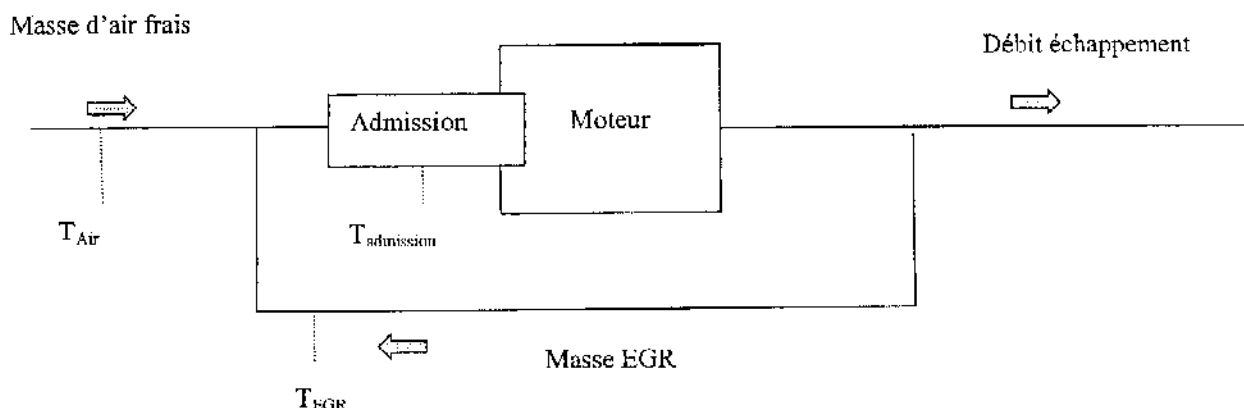 Masse d'air frais
Débit échappement
Admission
Moteur
T_Air
T_admission
Masse EGR
T_EGR